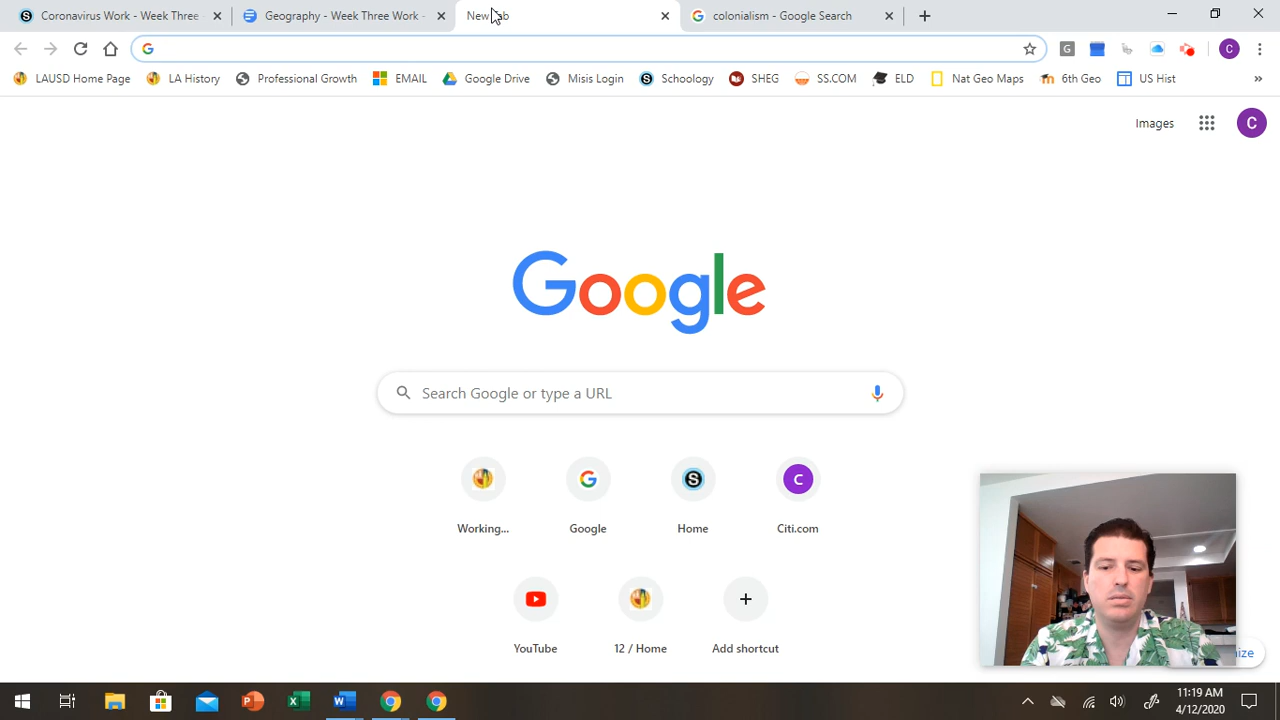 Coronavirus Work - Week Three
Geography - Week Three Work -
colonialism - Google Search
LAUSD Home Page
LA History
Professional Growth
EMAIL
Google Drive
Misis Login
Schoology
SHEG
SS.COM
ELD
Nat Geo Maps
6th Geo
US Hist
Images
C
Google
Search Google or type a URL
Working...
Google
Home
Citi.com
YouTube
12 / Home
Add shortcut
11:19 AM
4/12/2020